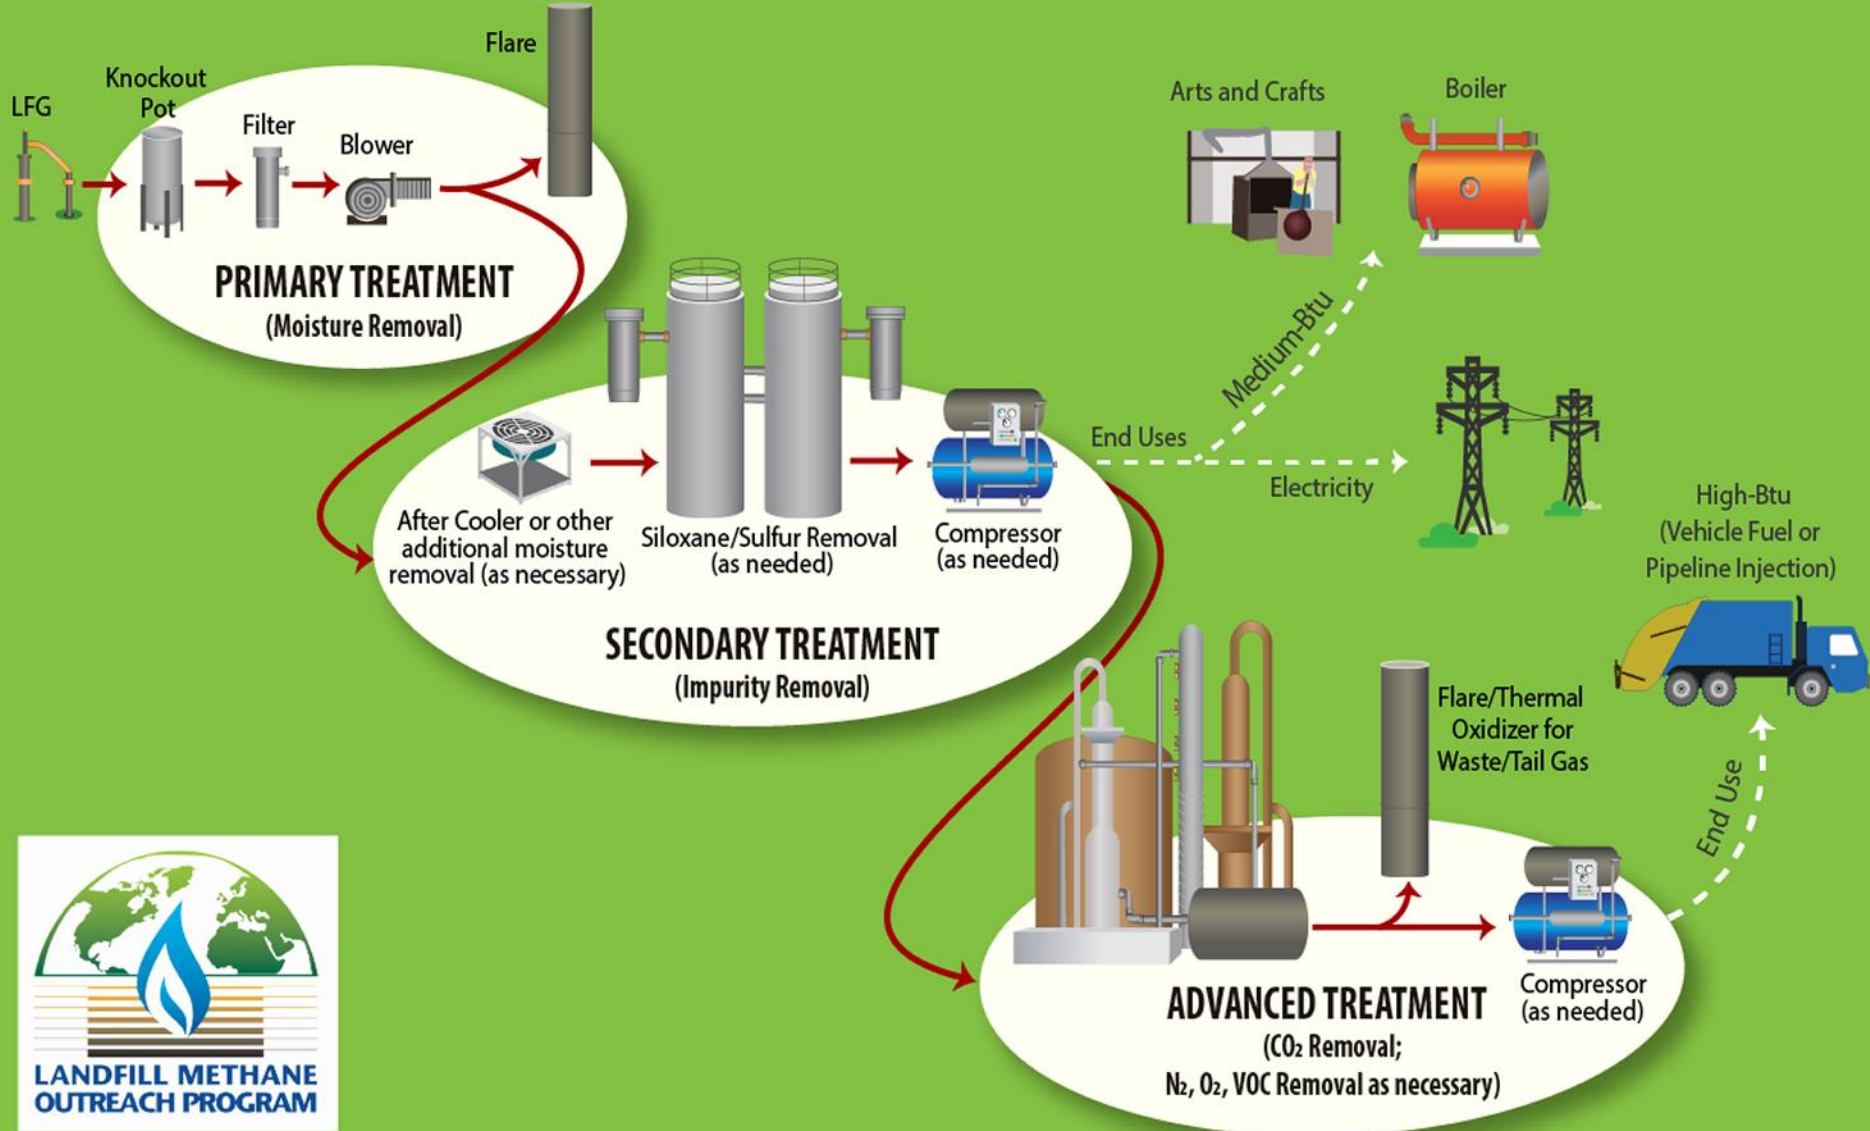 LFG
Knockout
Pot
Filter
Blower
Flare
PRIMARY TREATMENT
(Moisture Removal)
After Cooler or other
additional moisture
removal (as necessary)
Siloxane/Sulfur Removal
(as needed)
Compressor
(as needed)
SECONDARY TREATMENT
(Impurity Removal)
End Uses
Medium-Btu
Arts and Crafts
Boiler
Electricity
High-Btu
(Vehicle Fuel or
Pipeline Injection)
Flare/Thermal
Oxidizer for
Waste/Tail Gas
End Use
Compressor
(as needed)
ADVANCED TREATMENT
(CO₂ Removal;
N₂, O₂, VOC Removal as necessary)
LANDFILL METHANE
OUTREACH PROGRAM